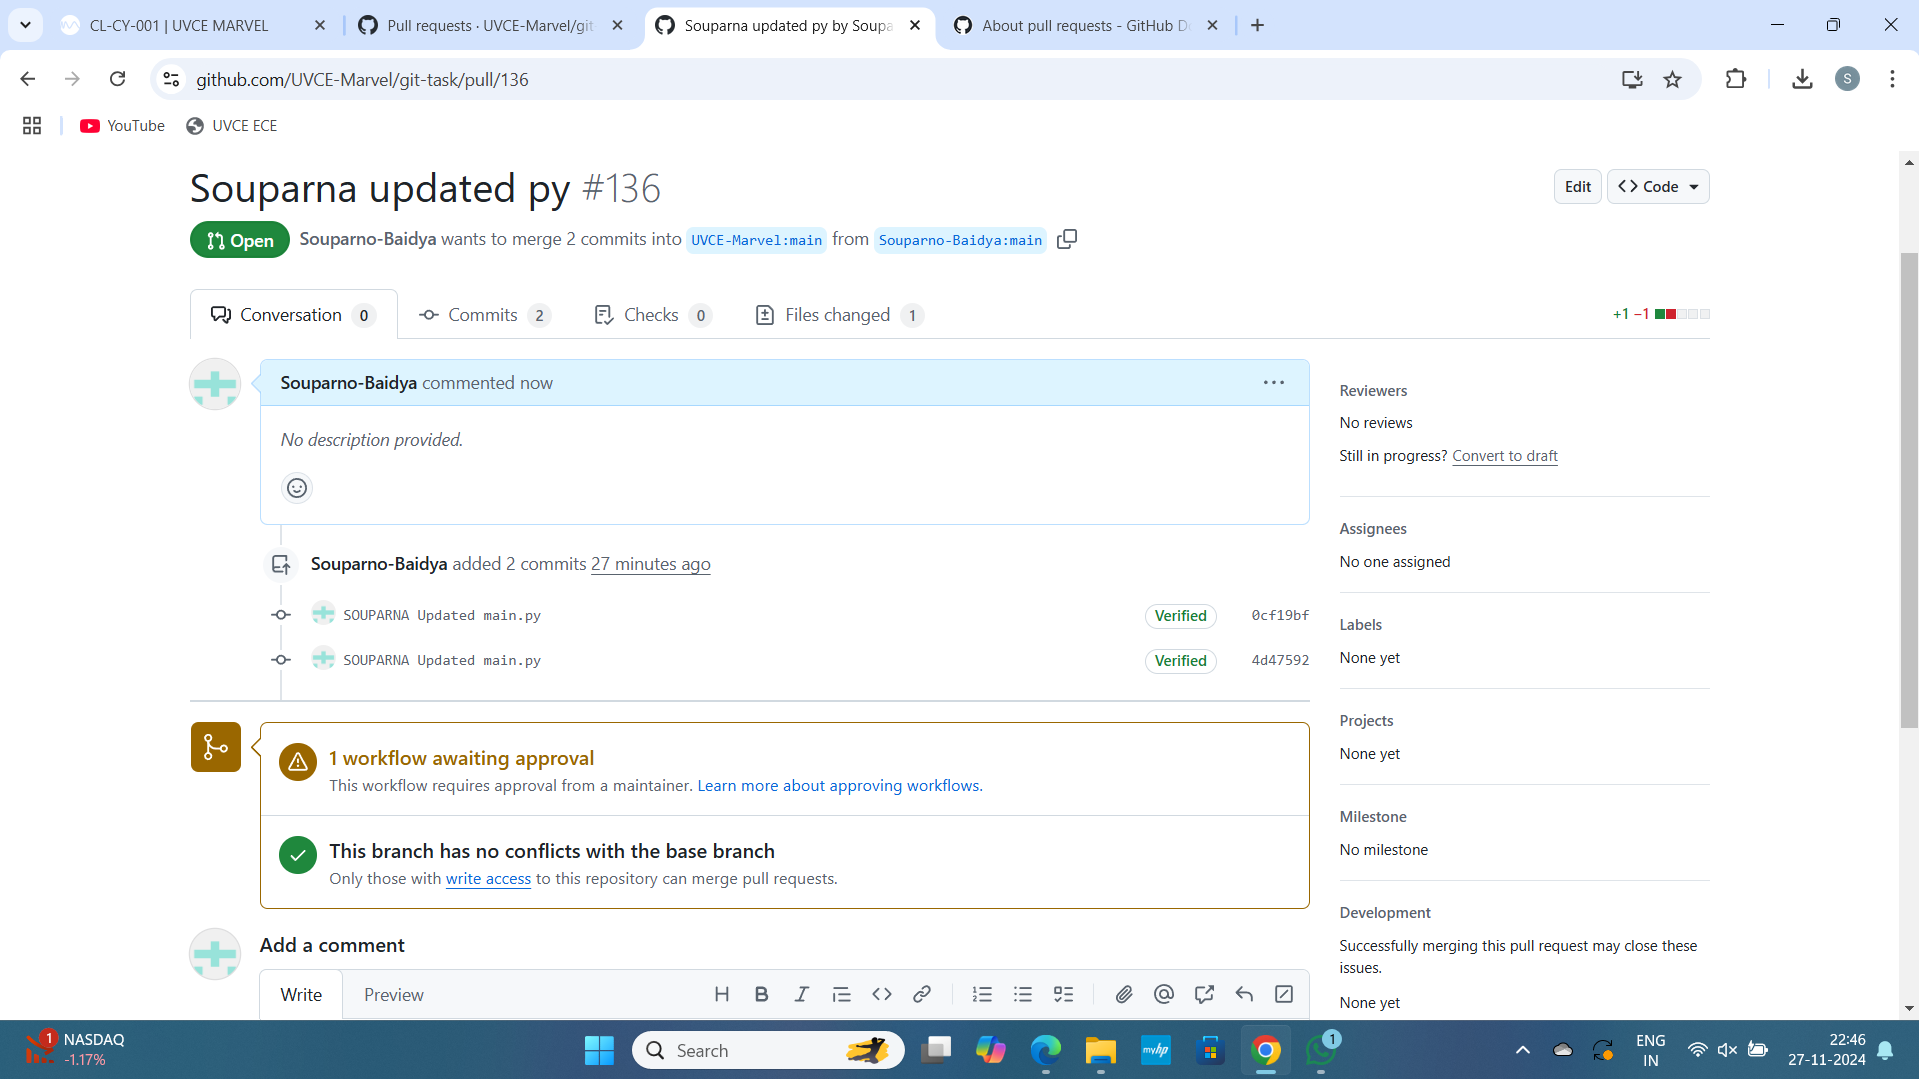 CL-CY-001 | UVCE MARVEL
Pull requests · UVCE-Marvel/git
Souparna updated py by Soupa
About pull requests - GitHub D
github.com/UVCE-Marvel/git-task/pull/136
S
YouTube
UVCE ECE
Souparna updated py #136
Edit
Code
Open
Souparno-Baidya wants to merge 2 commits into UVCE-Marvel:main from Souparno-Baidya:main
Conversation 0
Commits 2
Checks 0
Files changed 1
+1 −1
Souparno-Baidya commented now
No description provided.
Souparno-Baidya added 2 commits 27 minutes ago
SOUPARNA Updated main.py Verified 0cf19bf
SOUPARNA Updated main.py Verified 4d47592
1 workflow awaiting approval
This workflow requires approval from a maintainer. Learn more about approving workflows.
This branch has no conflicts with the base branch
Only those with write access to this repository can merge pull requests.
Add a comment
Write
Preview
Reviewers
No reviews
Still in progress? Convert to draft
Assignees
No one assigned
Labels
None yet
Projects
None yet
Milestone
No milestone
Development
Successfully merging this pull request may close these
issues.
None yet
1
NASDAQ
-1.17%
Search
myhp
1
ENG
IN
22:46
27-11-2024